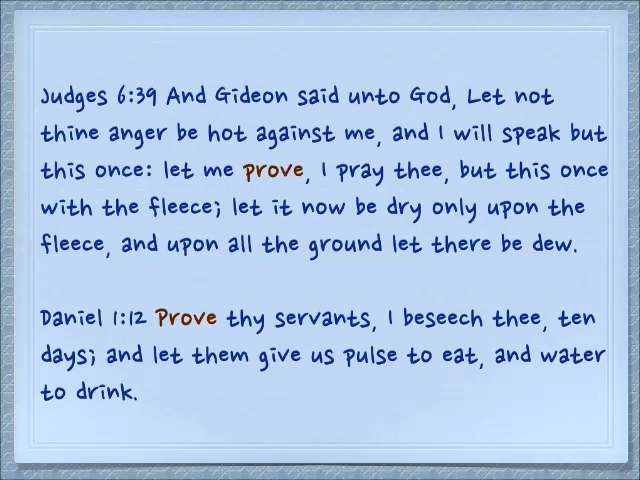 Judges 6:39 And Gideon said unto God, Let not
thine anger be hot against me, and I will speak but
this once: let me prove, I pray thee, but this once
with the fleece; let it now be dry only upon the
fleece, and upon all the ground let there be dew.
Daniel 1:12 Prove thy servants, I beseech thee, ten
days; and let them give us pulse to eat, and water
to drink.